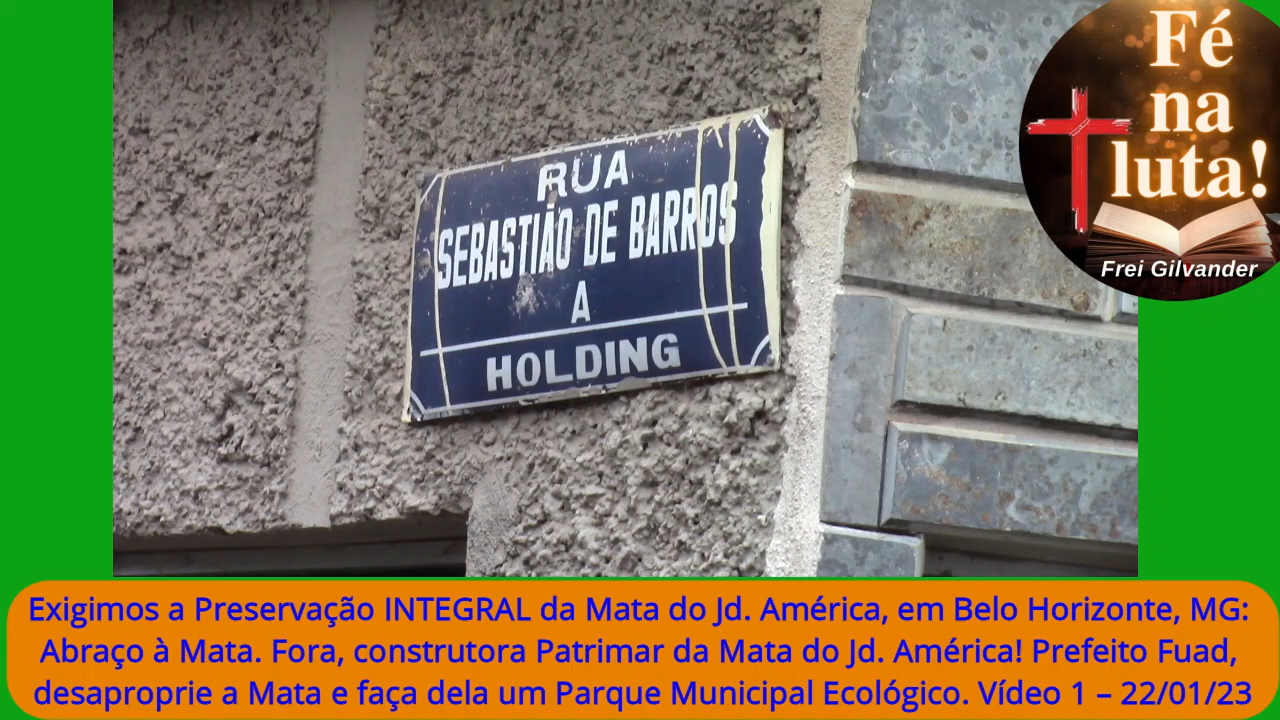 Fé
na
luta!
Frei Gilvander
RUA
SEBASTIÃO DE BARROS
A
HOLDING
Exigimos a Preservação INTEGRAL da Mata do Jd. América, em Belo Horizonte, MG:
Abraço à Mata. Fora, construtora Patrimar da Mata do Jd. América! Prefeito Fuad,
desaproprie a Mata e faça dela um Parque Municipal Ecológico. Vídeo 1 – 22/01/23